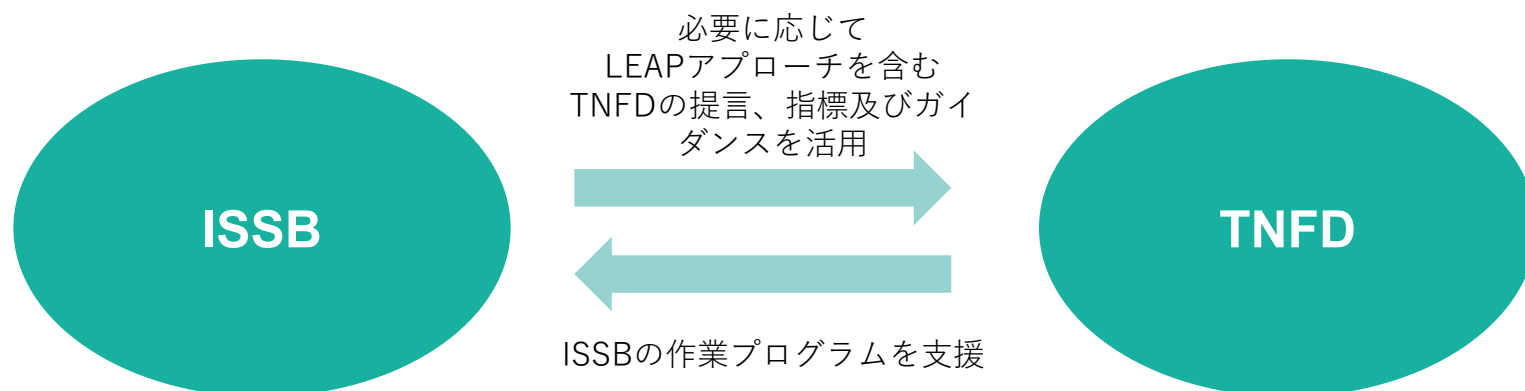 必要に応じて
LEAPアプローチを含む
TNFDの提言、指標及びガイ
ダンスを活用
ISSB
TNFD
ISSBの作業プログラムを支援